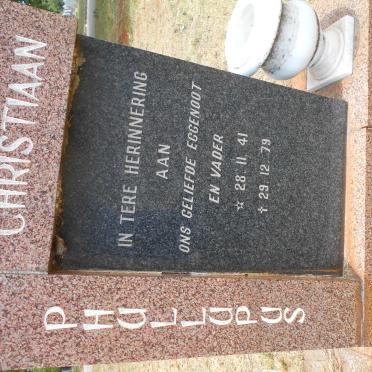 CHRISTIAAN
PHILLIPUS
IN TERE HERINNERING
AAN
ONS GELIEFDE EGGENOOT
EN VADER
☆ 28. 11. 41
† 29. 12. 79